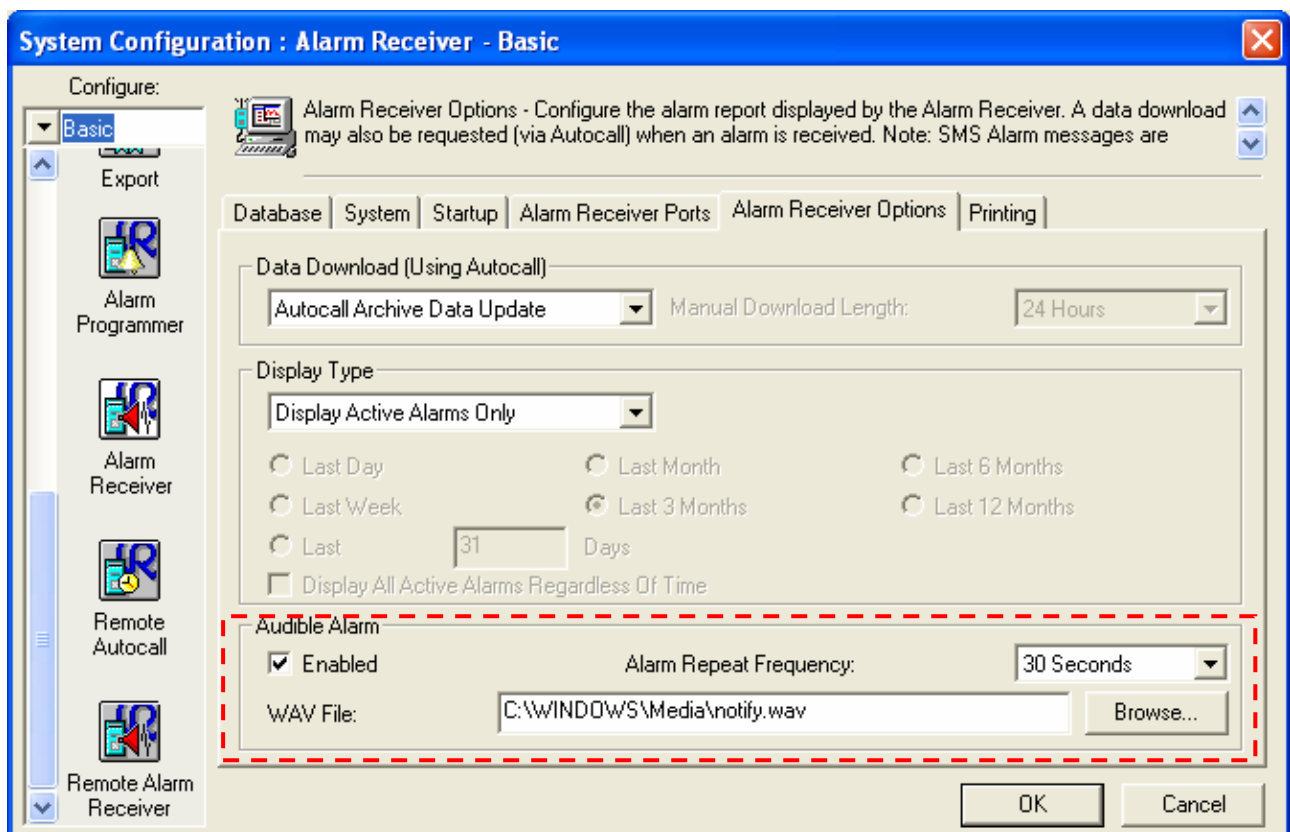 System Configuration : Alarm Receiver - Basic
Configure:
Basic
Export
Alarm
Programmer
Alarm
Receiver
Remote
Autocall
Remote Alarm
Receiver
Alarm Receiver Options - Configure the alarm report displayed by the Alarm Receiver. A data download
may also be requested (via Autocall) when an alarm is received. Note: SMS Alarm messages are
Database System Startup Alarm Receiver Ports Alarm Receiver Options Printing
Data Download (Using Autocall)
Autocall Archive Data Update Manual Download Length: 24 Hours
Display Type
Display Active Alarms Only
Last Day Last Month Last 6 Months
Last Week Last 3 Months Last 12 Months
Last 31 Days
Display All Active Alarms Regardless Of Time
Audible Alarm
Enabled Alarm Repeat Frequency: 30 Seconds
WAV File: C:\WINDOWS\Media\notify.wav Browse...
OK Cancel